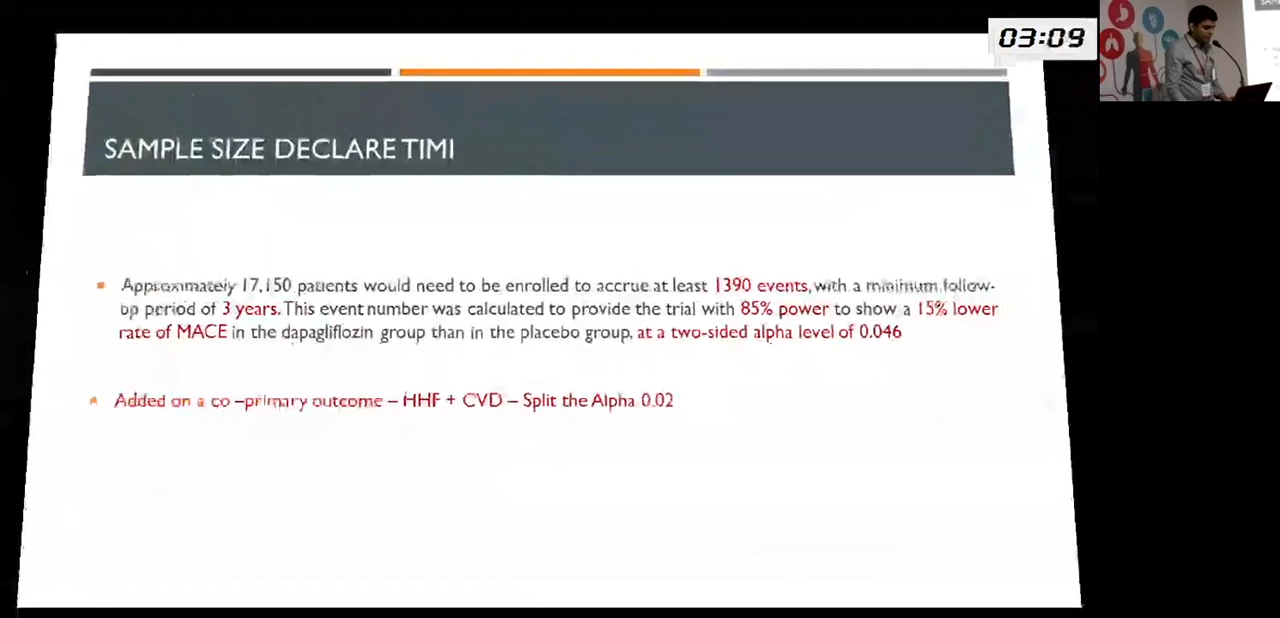 03:09
SAMPLE SIZE DECLARE TIMI
Approximately 17,150 patients would need to be enrolled to accrue at least 1390 events, with a minimum follow-
up period of 3 years. This event number was calculated to provide the trial with 85% power to show a 15% lower
rate of MACE in the dapagliflozin group than in the placebo group, at a two-sided alpha level of 0.046
Added on a co –primary outcome – HHF + CVD – Split the Alpha 0.02